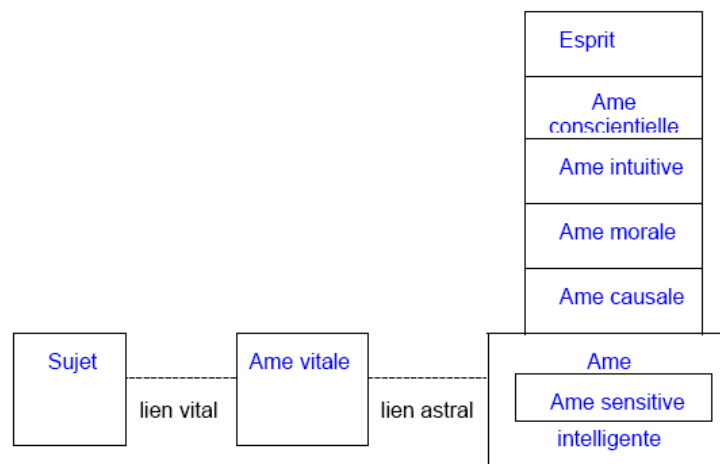 Esprit
Ame
conscientielle
Ame intuitive
Ame morale
Ame causale
Sujet
Ame vitale
Ame
lien vital
lien astral
Ame sensitive
intelligente